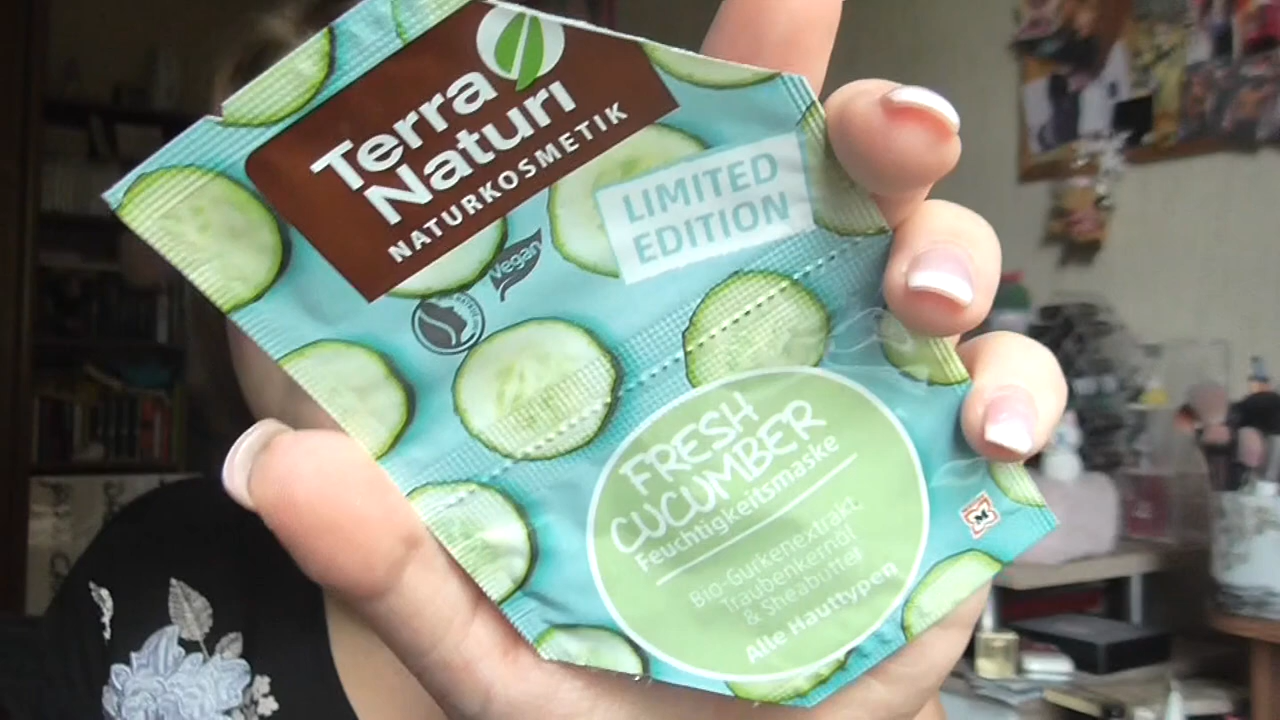 Terra
Naturi
NATURKOSMETIK
LIMITED
EDITION
vegan
FRESH
CUCUMBER
Feuchtigkeitsmaske
Bio-Gurkenextrakt,
Traubenkernöl
& Sheabutter
Alle Hauttypen
M